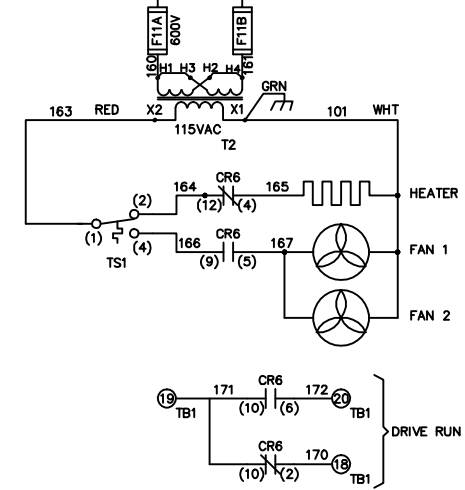 F11A
600V
F11B
160
161
H1 H3 H2 H4
GRN
163 RED X2 X1 101 WHT
115VAC
T2
CR6
(2) 164 (12) (4) 165 HEATER
(1)
(4)
TS1
CR6
166 (9) (5) 167 FAN 1
FAN 2
CR6
19 171 172 20
TB1 (10) (6) TB1
DRIVE RUN
CR6
170 18
(10) (2) TB1